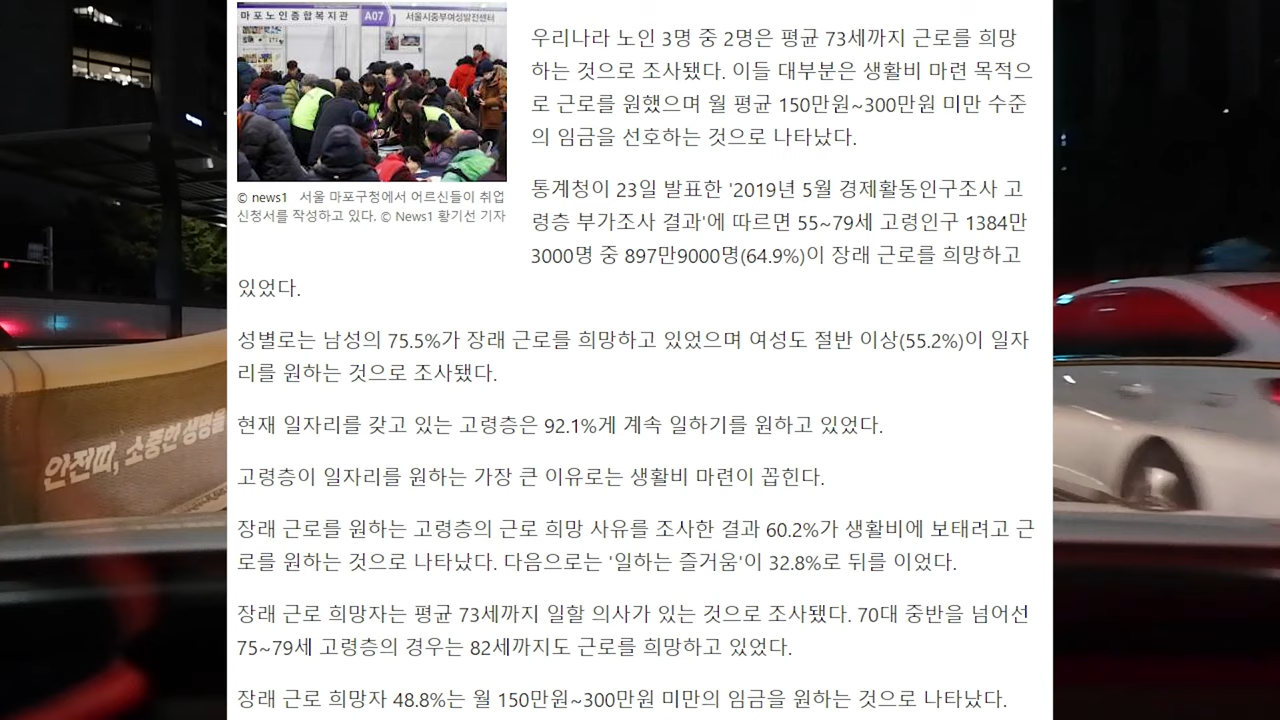 마포노인종합복지관 A07 서울시중부여성발전센터
© news1 서울 마포구청에서 어르신들이 취업
신청서를 작성하고 있다. © News1 황기선 기자
우리나라 노인 3명 중 2명은 평균 73세까지 근로를 희망
하는 것으로 조사됐다. 이들 대부분은 생활비 마련 목적으
로 근로를 원했으며 월 평균 150만원~300만원 미만 수준
의 임금을 선호하는 것으로 나타났다.
통계청이 23일 발표한 '2019년 5월 경제활동인구조사 고
령층 부가조사 결과'에 따르면 55~79세 고령인구 1384만
3000명 중 897만9000명(64.9%)이 장래 근로를 희망하고
있었다.
성별로는 남성의 75.5%가 장래 근로를 희망하고 있었으며 여성도 절반 이상(55.2%)이 일자
리를 원하는 것으로 조사됐다.
현재 일자리를 갖고 있는 고령층은 92.1%게 계속 일하기를 원하고 있었다.
고령층이 일자리를 원하는 가장 큰 이유로는 생활비 마련이 꼽힌다.
장래 근로를 원하는 고령층의 근로 희망 사유를 조사한 결과 60.2%가 생활비에 보태려고 근
로를 원하는 것으로 나타났다. 다음으로는 '일하는 즐거움'이 32.8%로 뒤를 이었다.
장래 근로 희망자는 평균 73세까지 일할 의사가 있는 것으로 조사됐다. 70대 중반을 넘어선
75~79세 고령층의 경우는 82세까지도 근로를 희망하고 있었다.
장래 근로 희망자 48.8%는 월 150만원~300만원 미만의 임금을 원하는 것으로 나타났다.
안전띠, 소중한 생명을